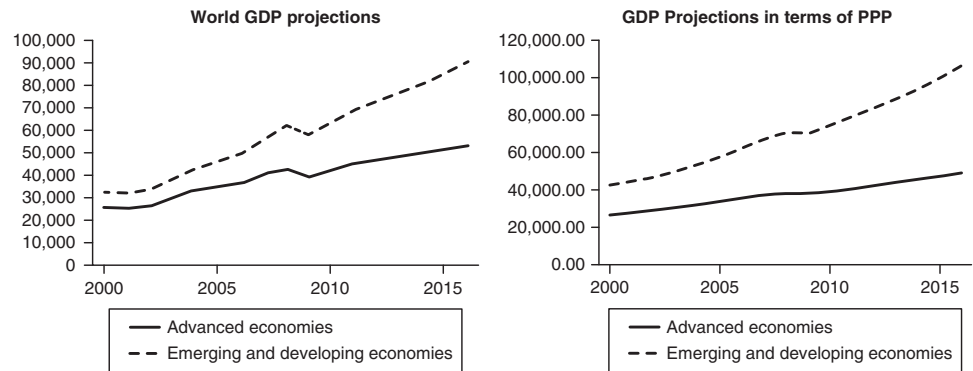 World GDP projections
100,000
90,000
80,000
70,000
60,000
50,000
40,000
30,000
20,000
10,000
0
2000 2005 2010 2015
Advanced economies
Emerging and developing economies
GDP Projections in terms of PPP
120,000.00
100,000.00
80,000.00
60,000.00
40,000.00
20,000.00
0.00
2000 2005 2010 2015
Advanced economies
Emerging and developing economies